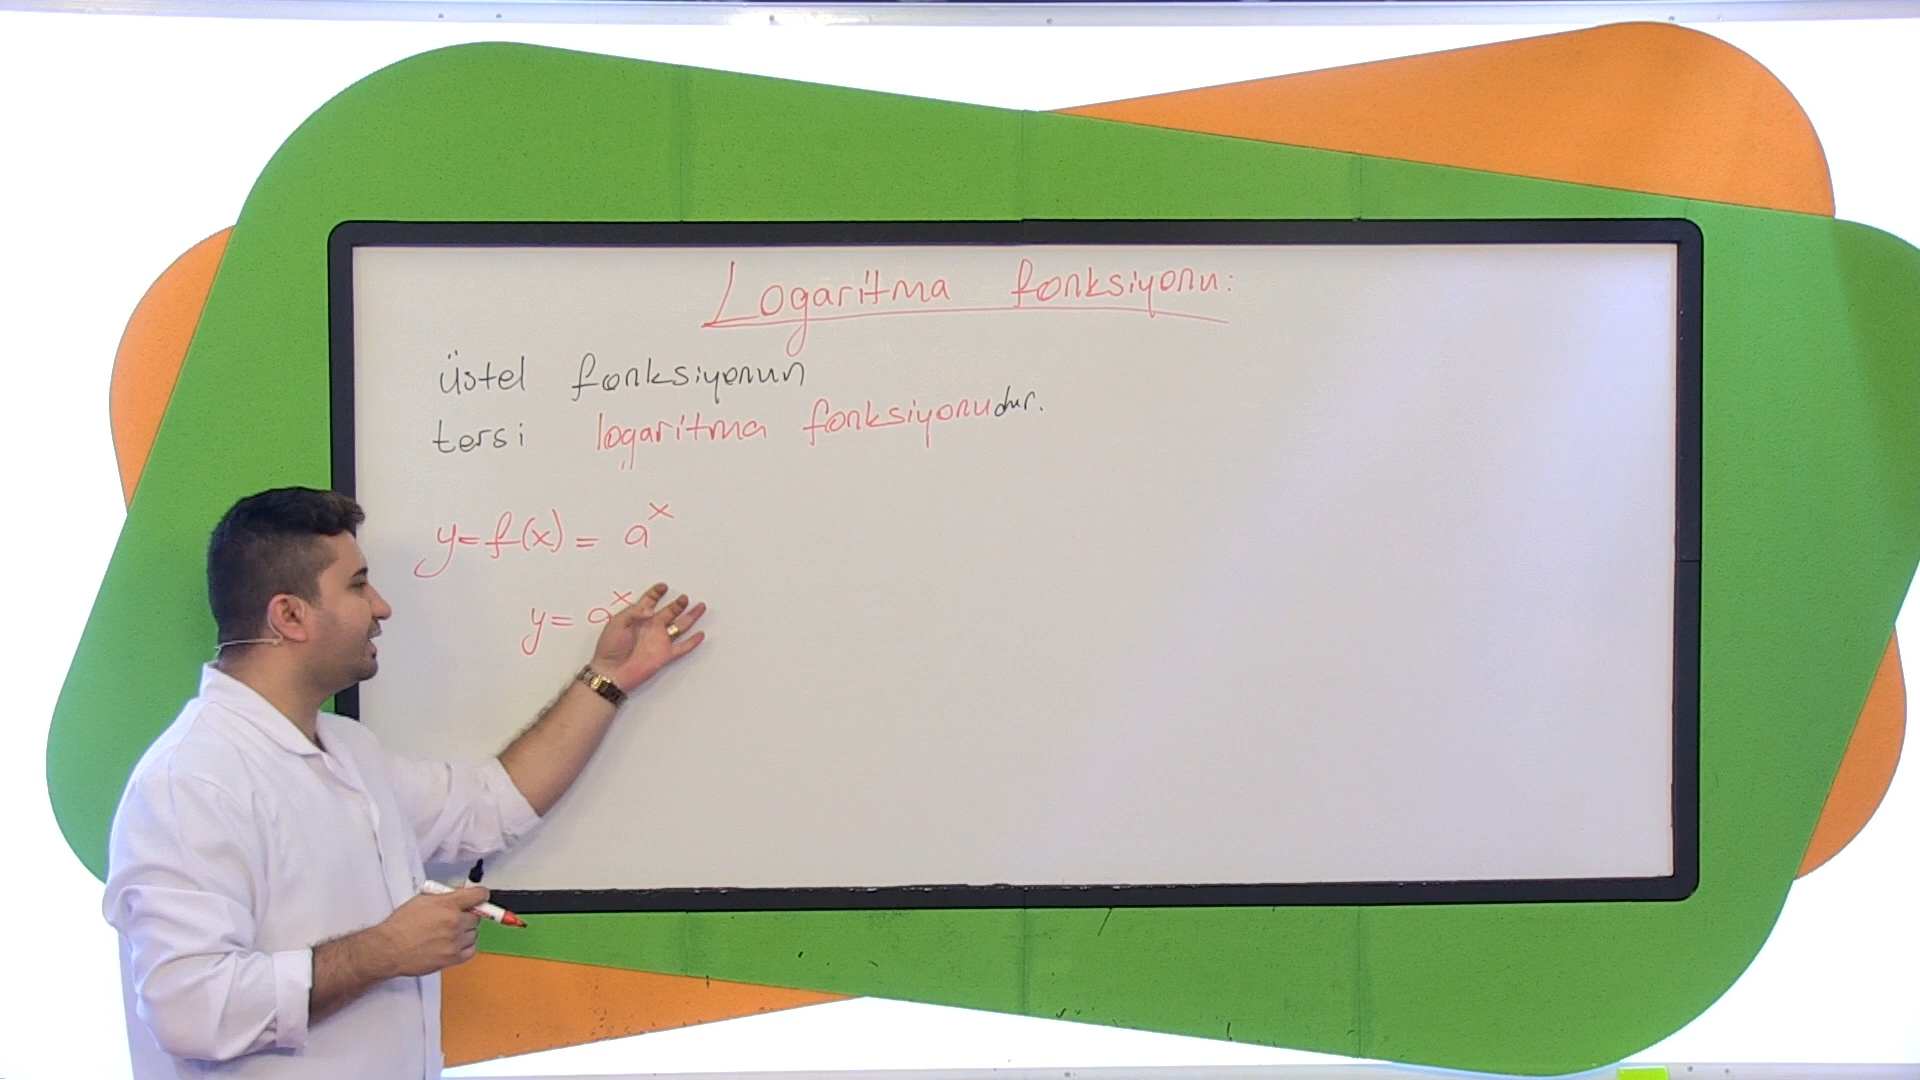 Logaritma fonksiyonu:
üstel fonksiyonun
tersi logaritma fonksiyonudur.
y=f(x) = a^x
y= a^x